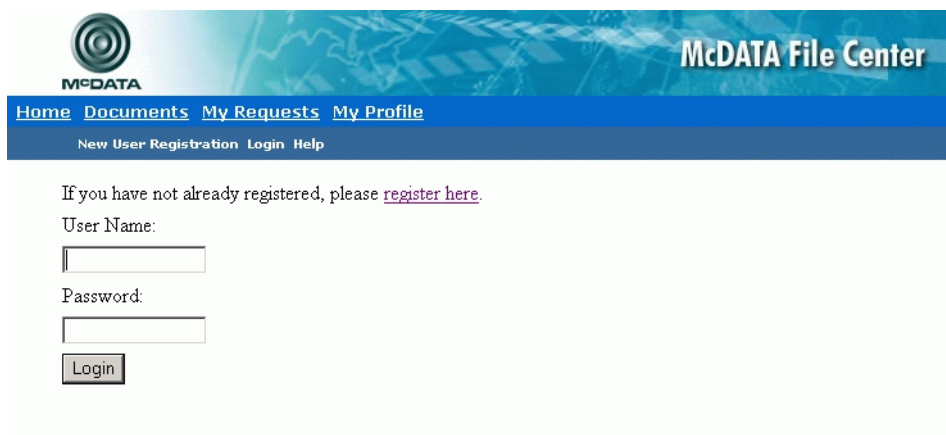 McDATA
McDATA File Center
Home Documents My Requests My Profile
New User Registration Login Help
If you have not already registered, please register here.
User Name:
Password:
Login